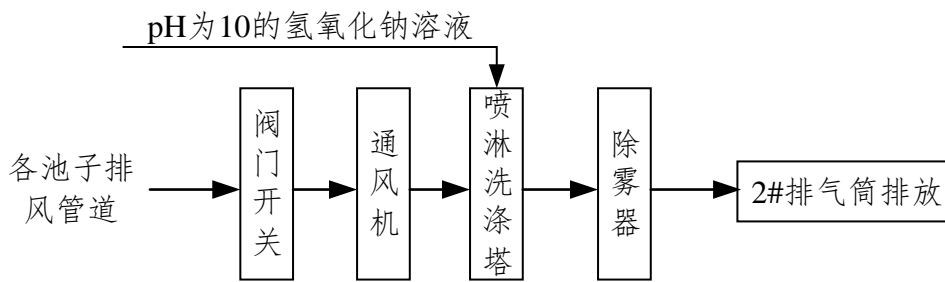 pH为10的氢氧化钠溶液
各池子排
风管道
阀门开关
通风机
喷淋洗涤塔
除雾器
2#排气筒排放